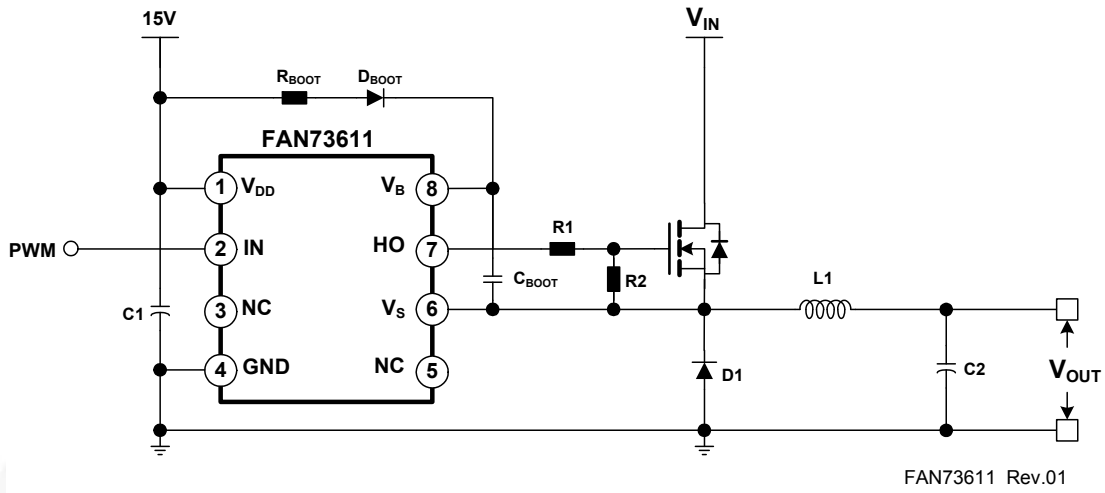 15V
V_IN
R_BOOT
D_BOOT
FAN73611
1
V_DD
V_B
8
PWM
2
IN
HO
7
R1
3
NC
C1
V_S
6
C_BOOT
R2
L1
4
GND
NC
5
D1
C2
V_OUT
FAN73611 Rev.01